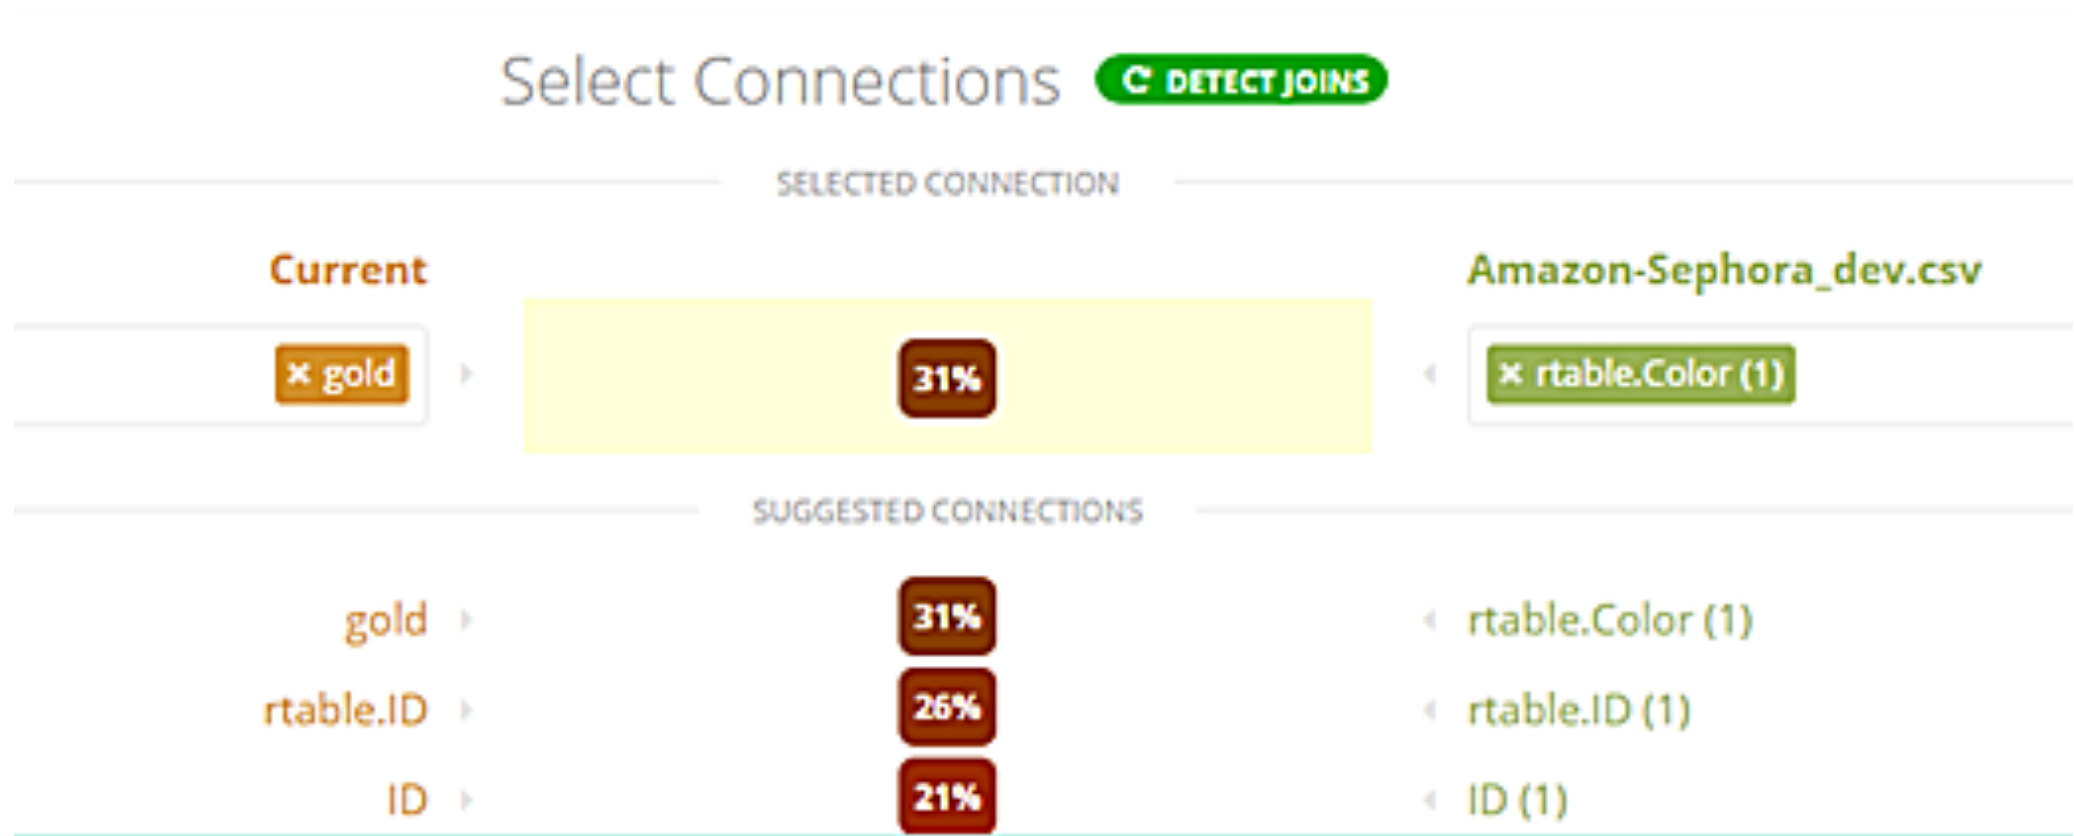 Select Connections DETECT JOINS
SELECTED CONNECTION
Current Amazon-Sephora_dev.csv
× gold 31% × rtable.Color (1)
SUGGESTED CONNECTIONS
gold 31% rtable.Color (1)
rtable.ID 26% rtable.ID (1)
ID 21% ID (1)